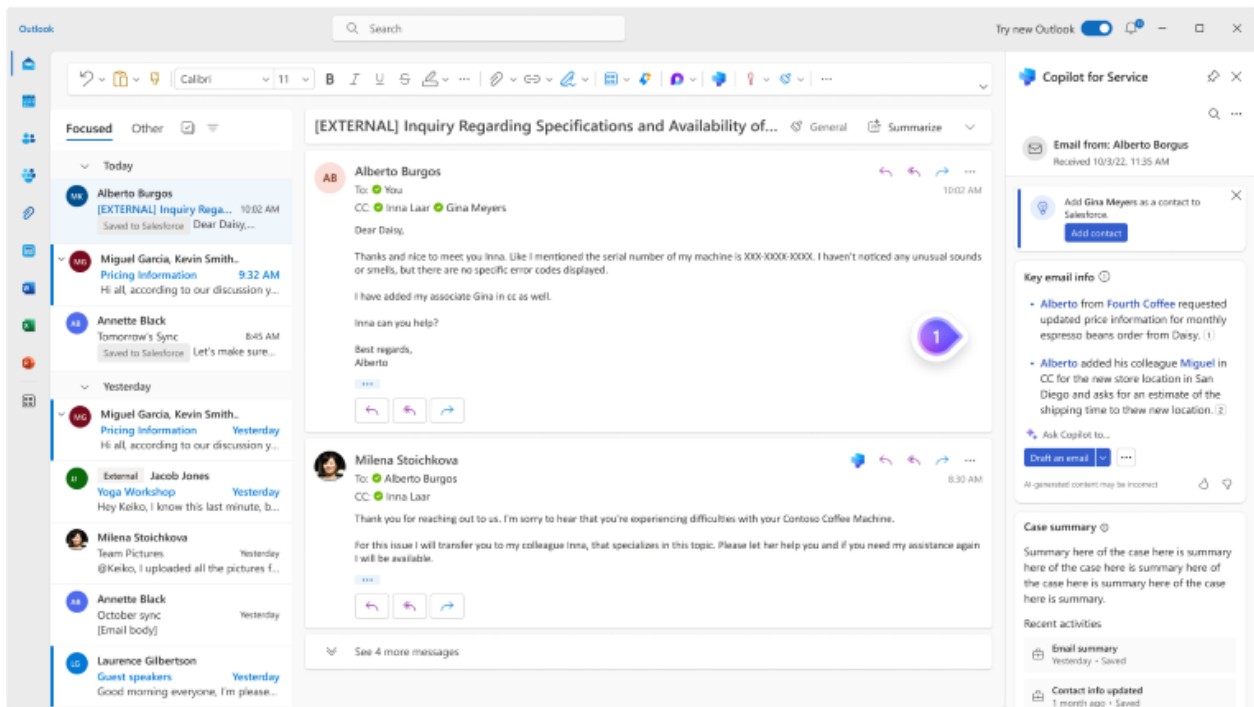 Outlook
Search
Try new Outlook
Calibri
11
B
I
U
S
Focused
Other
Today
MK
Alberto Burgos
[EXTERNAL] Inquiry Rega...
10:02 AM
Saved to Salesforce
Dear Daisy,...
MG
Miguel Garcia, Kevin Smith..
Pricing Information
9:32 AM
Hi all, according to our discussion y...
AB
Annette Black
Tomorrow's Sync
8:45 AM
Saved to Salesforce
Let's make sure...
Yesterday
MG
Miguel Garcia, Kevin Smith..
Pricing Information
Yesterday
Hi all, according to our discussion y...
JJ
External
Jacob Jones
Yoga Workshop
Yesterday
Hey Keiko, I know this last minute, b...
Milena Stoichkova
Team Pictures
Yesterday
@Keiko, I uploaded all the pictures f...
AB
Annette Black
October sync
Yesterday
[Email body]
LG
Laurence Gilbertson
Guest speakers
Yesterday
Good morning everyone, I'm please...
[EXTERNAL] Inquiry Regarding Specifications and Availability of...
General
Summarize
AB
Alberto Burgos
To: You
10:02 AM
CC: Inna Laar Gina Meyers
Dear Daisy,
Thanks and nice to meet you Inna. Like I mentioned the serial number of my machine is XXX-XXXX-XXXX. I haven't noticed any unusual sounds
or smells, but there are no specific error codes displayed.
I have added my associate Gina in cc as well.
Inna can you help?
Best regards,
Alberto
1
Milena Stoichkova
To: Alberto Burgos
8:30 AM
CC: Inna Laar
Thank you for reaching out to us. I'm sorry to hear that you're experiencing difficulties with your Contoso Coffee Machine.
For this issue I will transfer you to my colleague Inna, that specializes in this topic. Please let her help you and if you need my assistance again
I will be available.
See 4 more messages
Copilot for Service
Email from: Alberto Borgus
Received 10/3/22, 11:35 AM
Add Gina Meyers as a contact to
Salesforce.
Add contact
Key email info
• Alberto from Fourth Coffee requested
updated price information for monthly
espresso beans order from Daisy. 1
• Alberto added his colleague Miguel in
CC for the new store location in San
Diego and asks for an estimate of the
shipping time to thew new location. 2
Ask Copilot to...
Draft an email
AI-generated content may be incorrect
Case summary
Summary here of the case here is summary
here of the case here is summary here of
the case here is summary here of the case
here is summary.
Recent activities
Email summary
Yesterday • Saved
Contact info updated
1 month ago • Saved